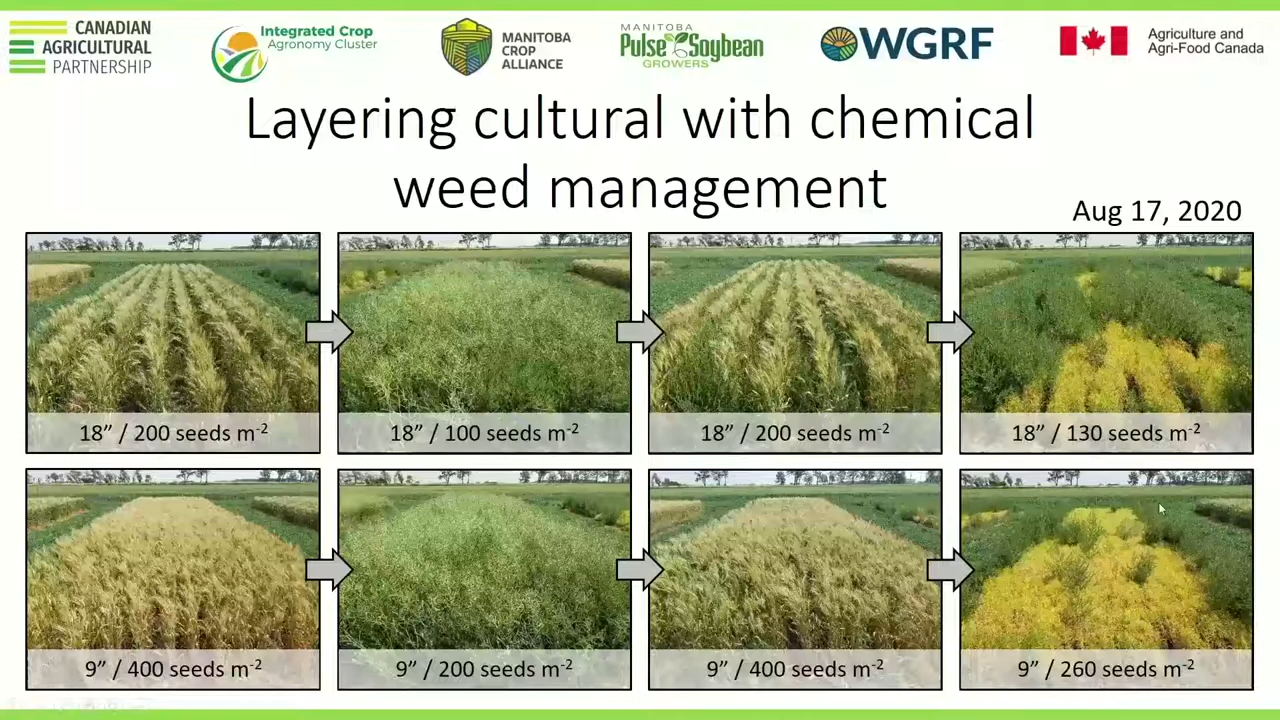 CANADIAN
AGRICULTURAL
PARTNERSHIP
Integrated Crop
Agronomy Cluster
MANITOBA
CROP
ALLIANCE
MANITOBA
Pulse Soybean
GROWERS
WGRF
Agriculture and
Agri-Food Canada
Layering cultural with chemical
weed management
Aug 17, 2020
18” / 200 seeds m-2
18” / 100 seeds m-2
18” / 200 seeds m-2
18” / 130 seeds m-2
9” / 400 seeds m-2
9” / 200 seeds m-2
9” / 400 seeds m-2
9” / 260 seeds m-2